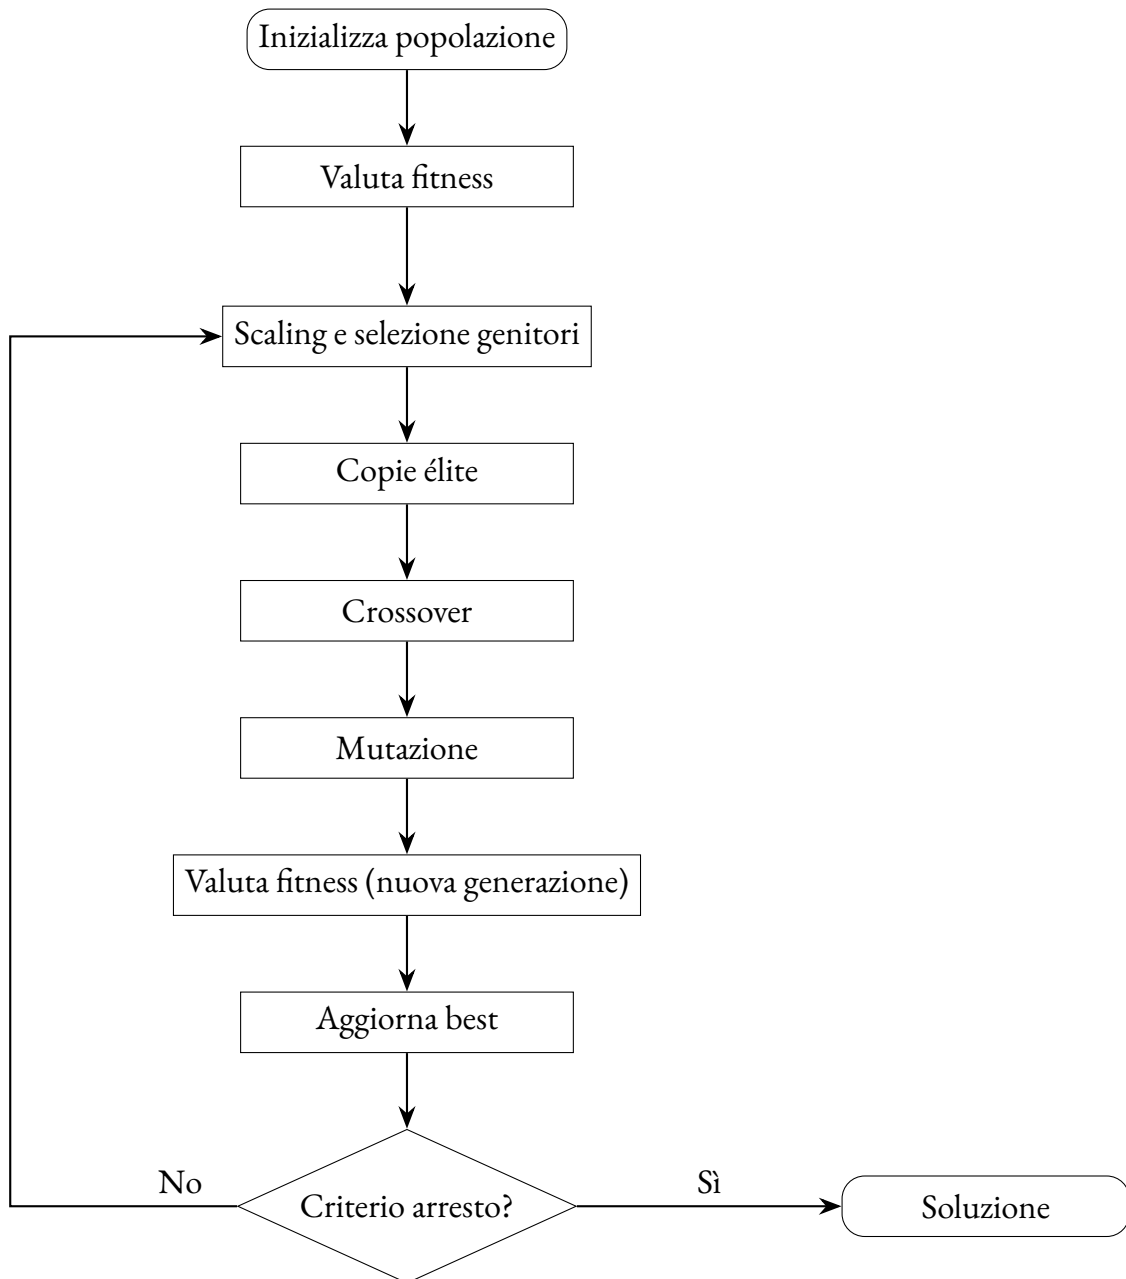 Inizializza popolazione
Valuta fitness
Scaling e selezione genitori
Copie élite
Crossover
Mutazione
Valuta fitness (nuova generazione)
Aggiorna best
No
Criterio arresto?
Sì
Soluzione